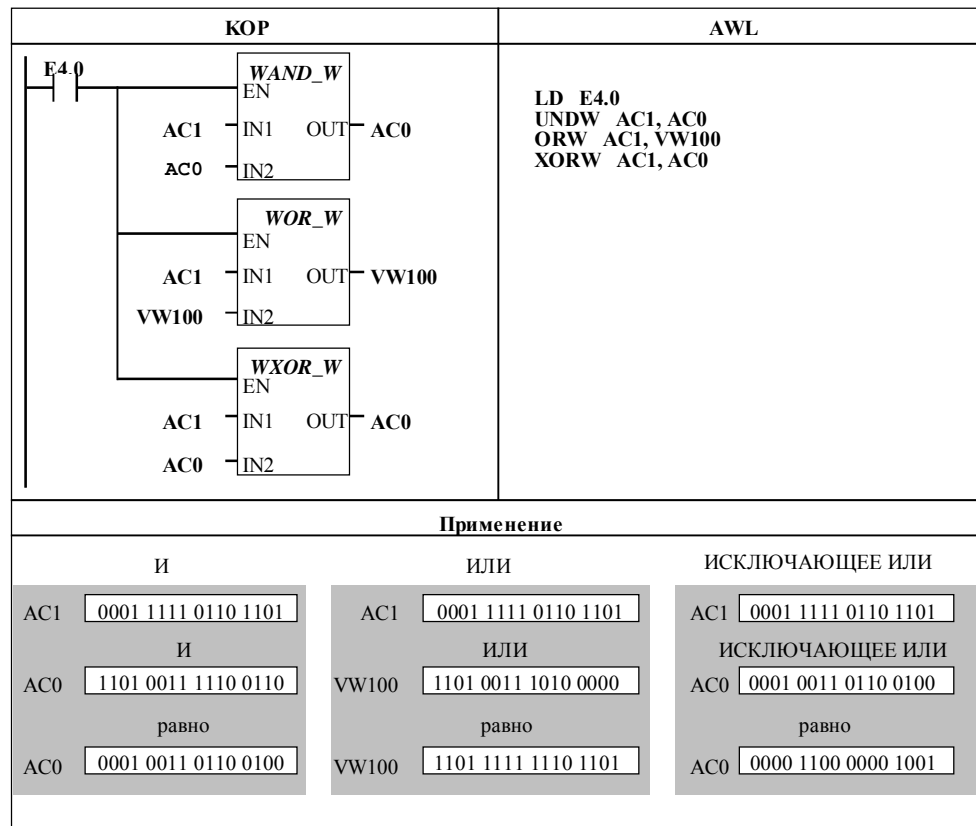 KOP
AWL
E4.0
WAND_W
EN
AC1 IN1 OUT AC0
AC0 IN2
WOR_W
EN
AC1 IN1 OUT VW100
VW100 IN2
WXOR_W
EN
AC1 IN1 OUT AC0
AC0 IN2
LD E4.0
UNDW AC1, AC0
ORW AC1, VW100
XORW AC1, AC0
Применение
И
AC1 0001 1111 0110 1101
И
AC0 1101 0011 1110 0110
равно
AC0 0001 0011 0110 0100
ИЛИ
AC1 0001 1111 0110 1101
ИЛИ
VW100 1101 0011 1010 0000
равно
VW100 1101 1111 1110 1101
ИСКЛЮЧАЮЩЕЕ ИЛИ
AC1 0001 1111 0110 1101
ИСКЛЮЧАЮЩЕЕ ИЛИ
AC0 0001 0011 0110 0100
равно
AC0 0000 1100 0000 1001